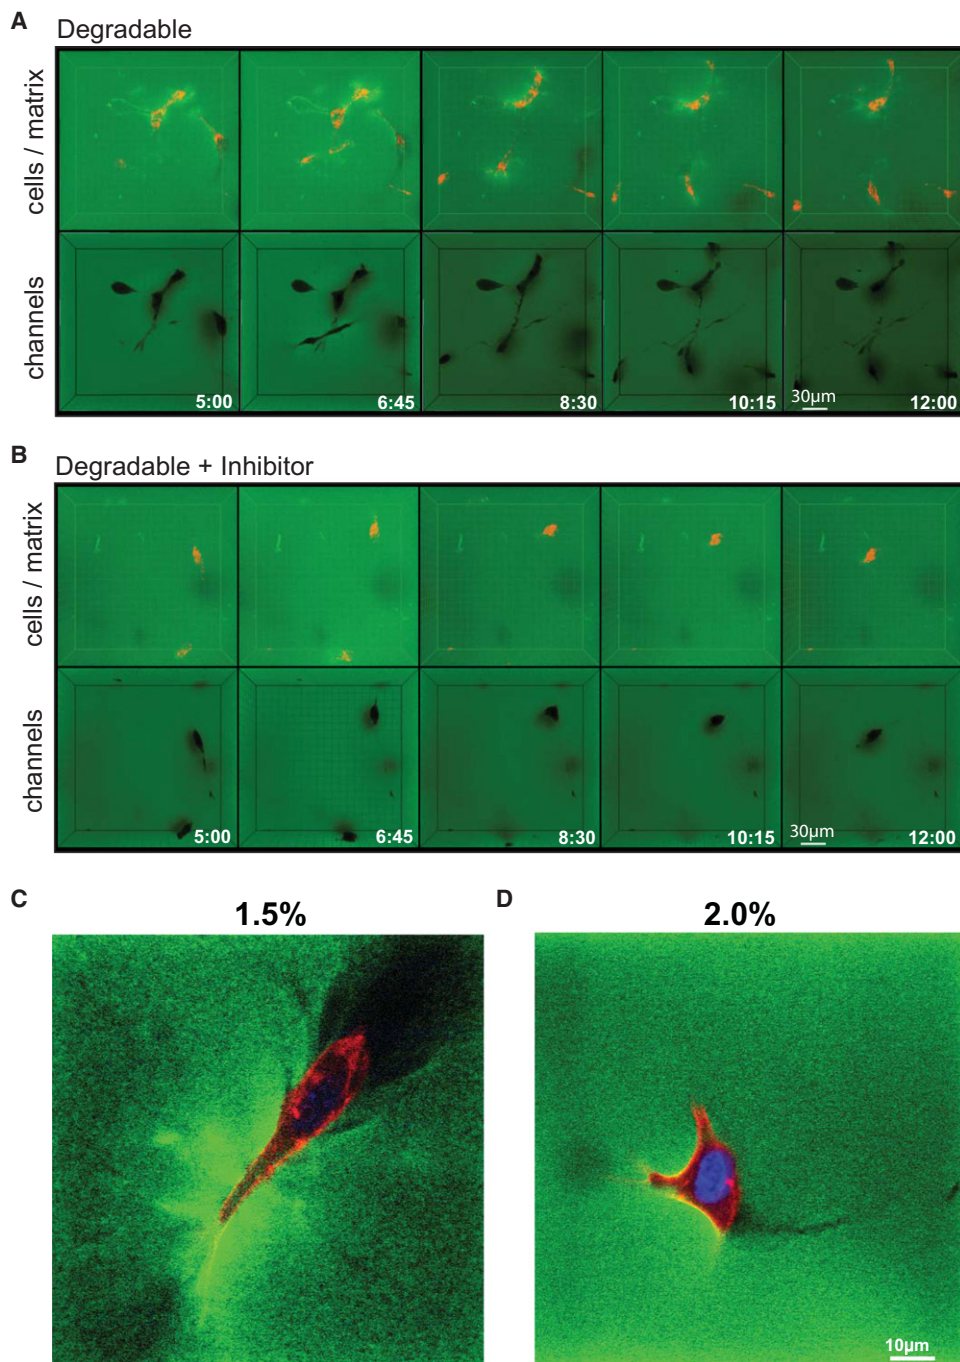 A
Degradable
cells / matrix
channels
5:00
6:45
8:30
10:15
30µm
12:00
B
Degradable + Inhibitor
cells / matrix
channels
5:00
6:45
8:30
10:15
30µm
12:00
C
1.5%
D
2.0%
10µm